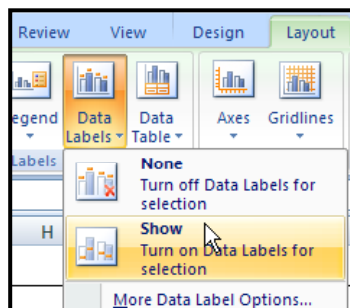 Review View Design Layout
egend Data Data Axes Gridlines
Labels Table
Labels
None
Turn off Data Labels for
selection
H
Show
Turn on Data Labels for
selection
More Data Label Options...